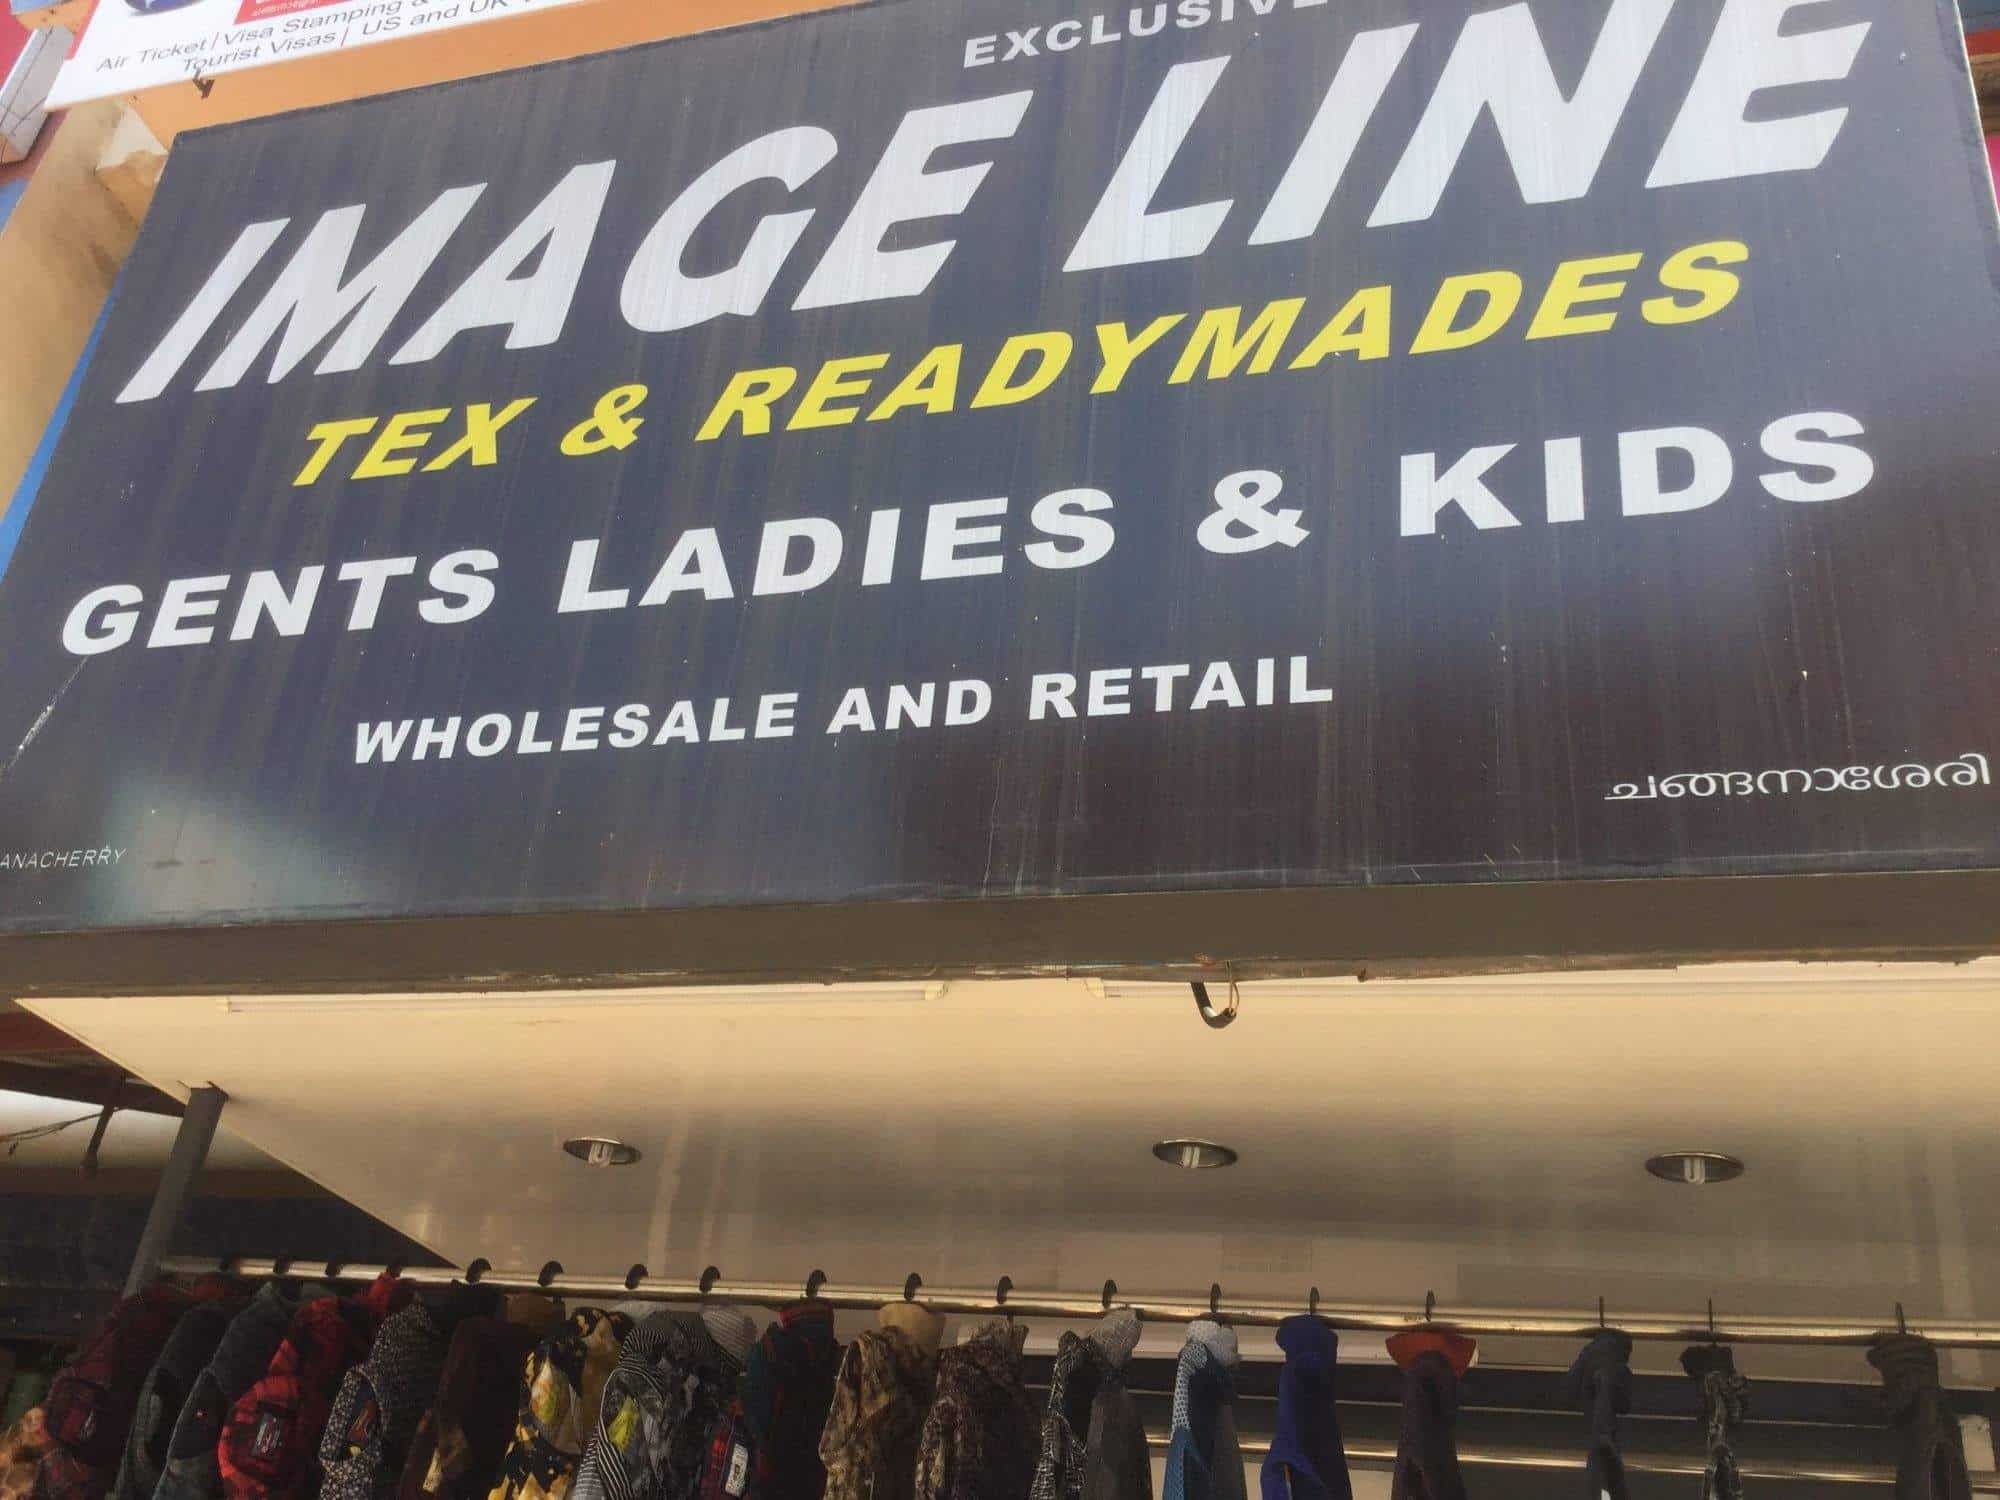 Air Ticket | Visa Stamping &
Tourist Visas | US and UK
EXCLUSIVE
IMAGE LINE
TEX & READYMADES
GENTS LADIES & KIDS
WHOLESALE AND RETAIL
ചങ്ങനാശേരി
ANACHERRY